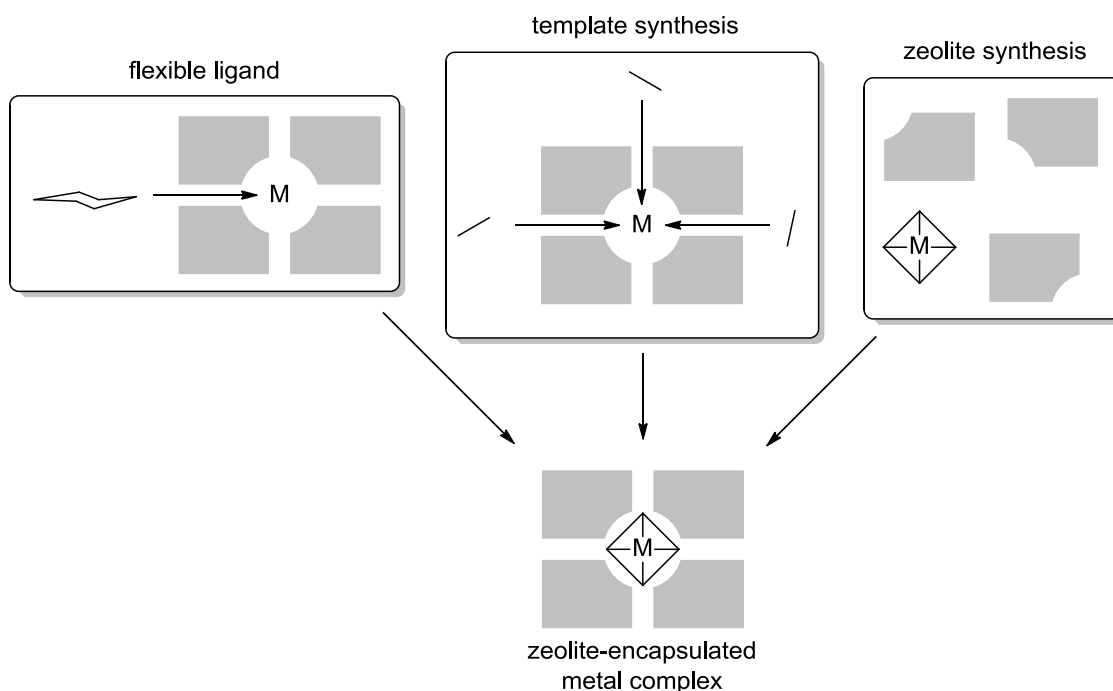 flexible ligand
template synthesis
zeolite synthesis
M
M
M
M
zeolite-encapsulated
metal complex